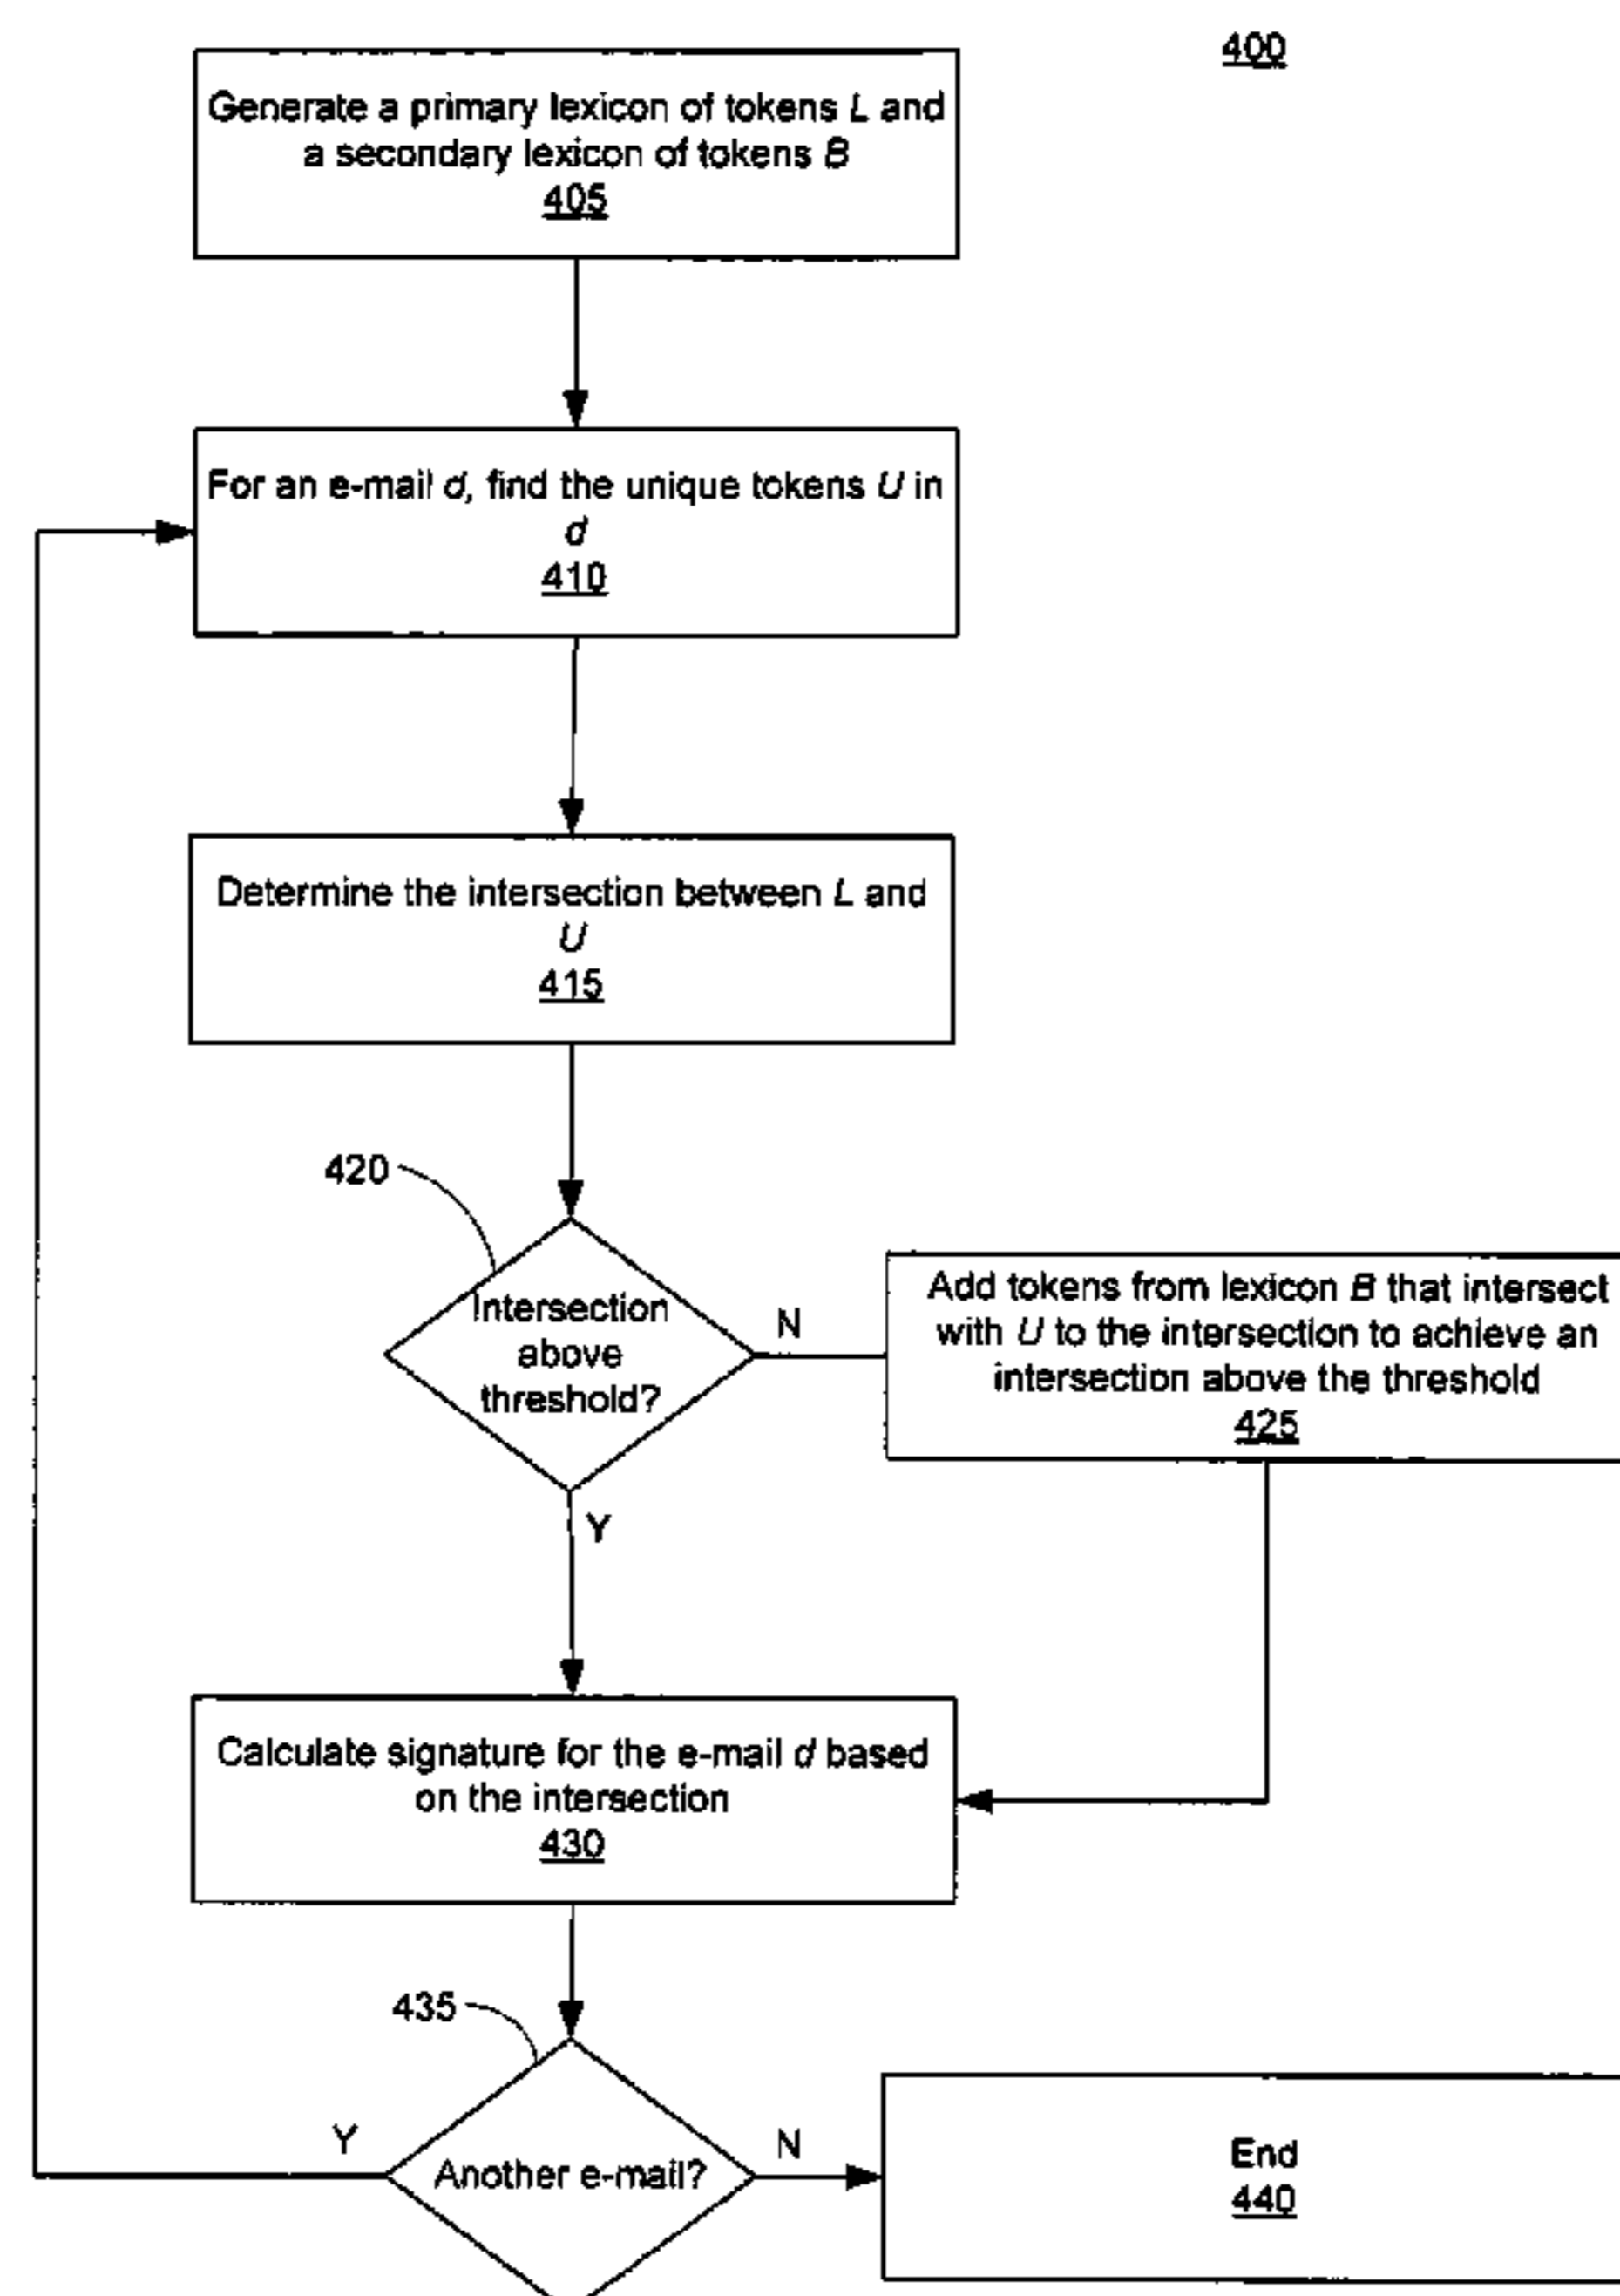 400
Generate a primary lexicon of tokens L and
a secondary lexicon of tokens B
405
For an e-mail d, find the unique tokens U in
d
410
Determine the intersection between L and
U
415
420
Intersection
above
threshold?
N
Add tokens from lexicon B that intersect
with U to the intersection to achieve an
intersection above the threshold
425
Y
Calculate signature for the e-mail d based
on the intersection
430
435
Y
Another e-mail?
N
End
440